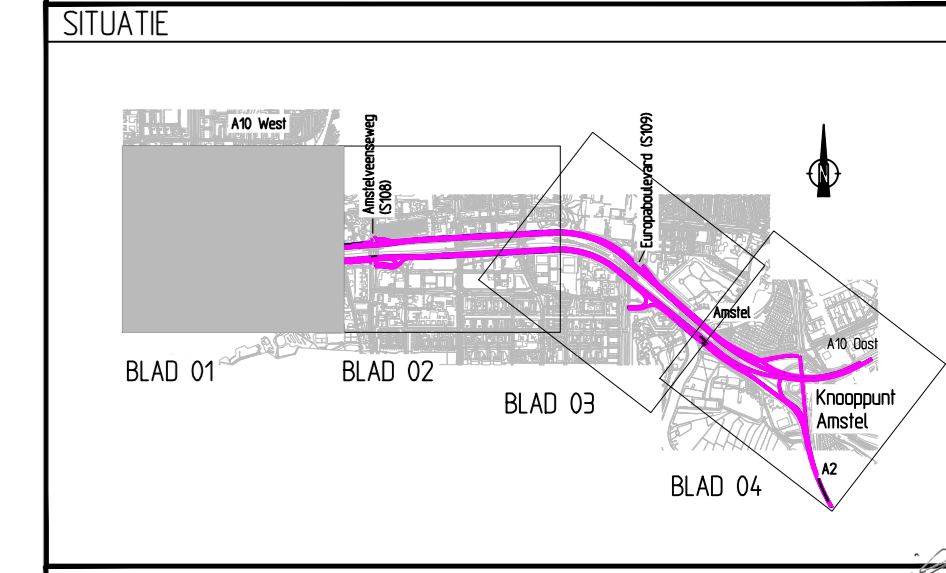 SITUATIE
A10 West
Amstelveenseweg
(S108)
Europaboulevard (S109)
N
Amstel
A10 Oost
BLAD 01
BLAD 02
BLAD 03
Knooppunt
Amstel
A2
BLAD 04